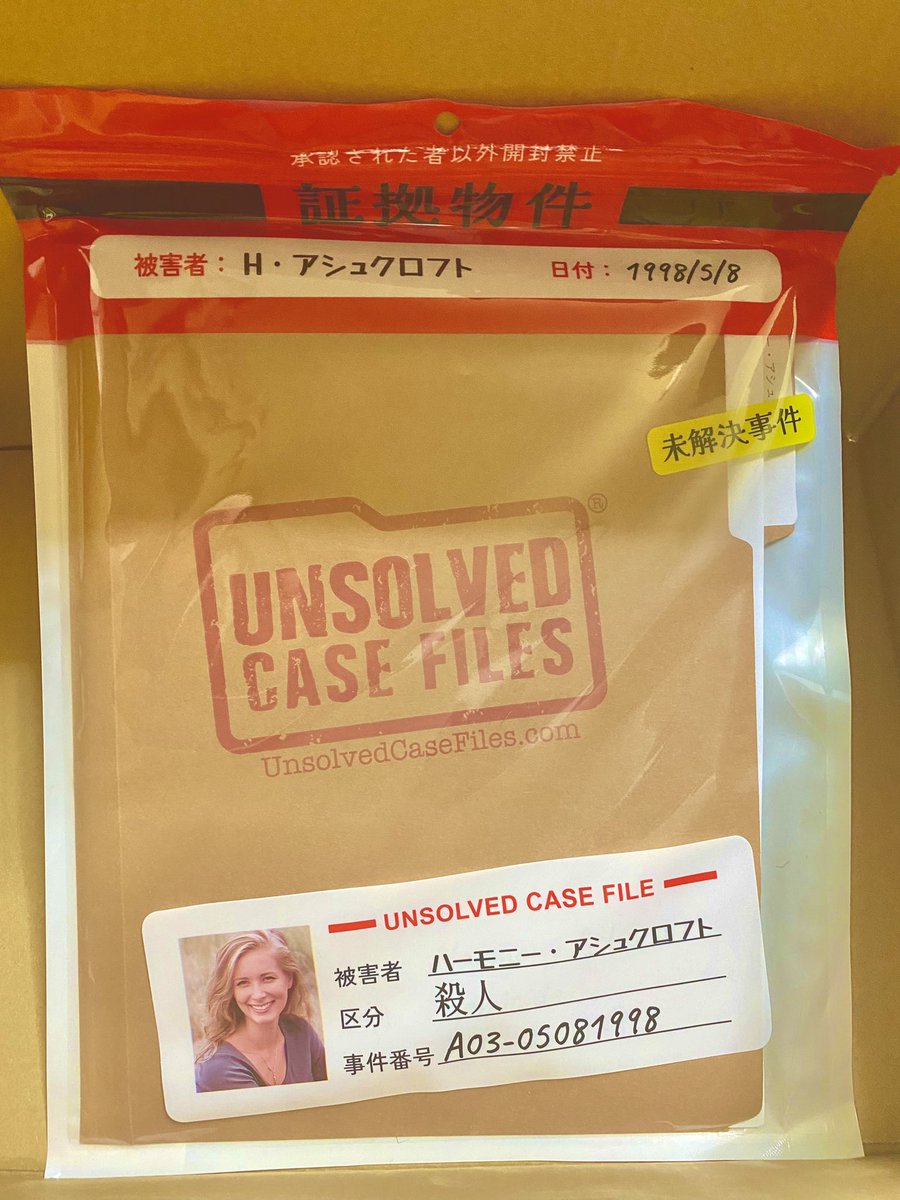 承認された者以外開封禁止
証拠物件
被害者： H・アシュクロフト 日付： 1998/5/8
・アシュ
未解決事件
UNSOLVED®
CASE FILES
UnsolvedCaseFiles.com
UNSOLVED CASE FILE
被害者 ハーモニー・アシュクロフト
区分 殺人
事件番号 A03-05081998